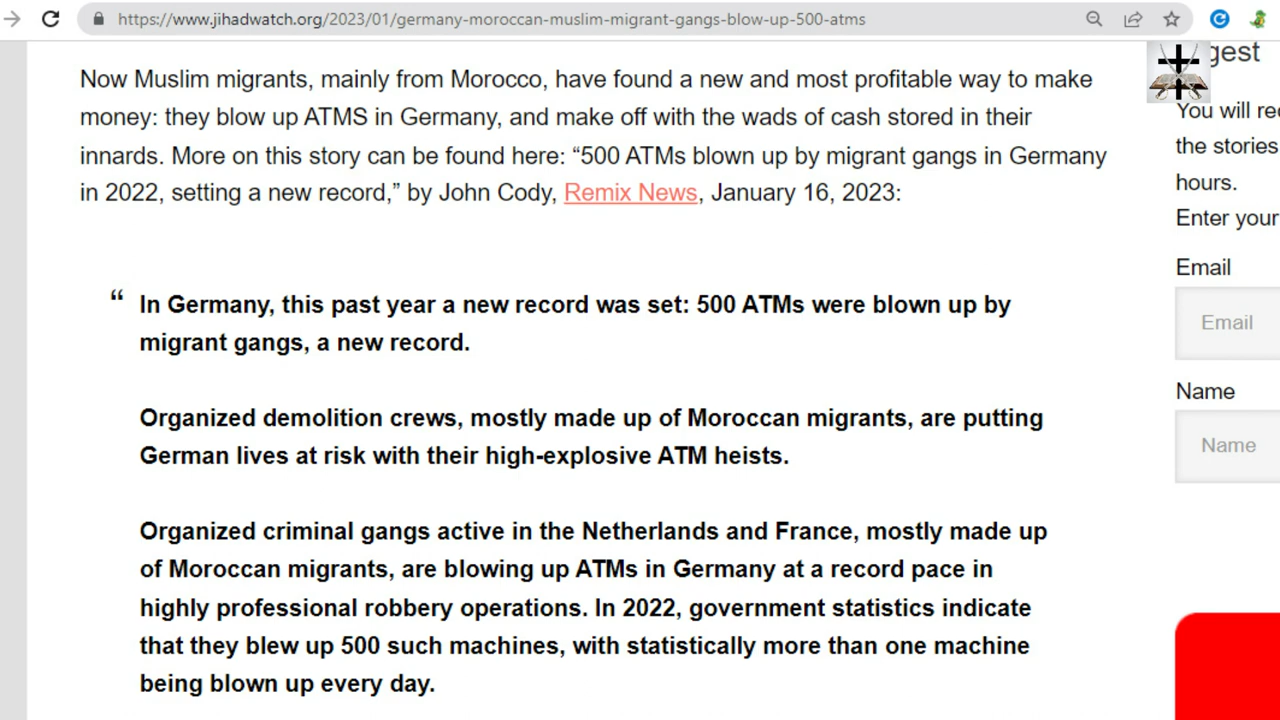 https://www.jihadwatch.org/2023/01/germany-moroccan-muslim-migrant-gangs-blow-up-500-atms
Now Muslim migrants, mainly from Morocco, have found a new and most profitable way to make
money: they blow up ATMS in Germany, and make off with the wads of cash stored in their
innards. More on this story can be found here: “500 ATMs blown up by migrant gangs in Germany
in 2022, setting a new record,” by John Cody, Remix News, January 16, 2023:
“ In Germany, this past year a new record was set: 500 ATMs were blown up by
migrant gangs, a new record.
Organized demolition crews, mostly made up of Moroccan migrants, are putting
German lives at risk with their high-explosive ATM heists.
Organized criminal gangs active in the Netherlands and France, mostly made up
of Moroccan migrants, are blowing up ATMs in Germany at a record pace in
highly professional robbery operations. In 2022, government statistics indicate
that they blew up 500 such machines, with statistically more than one machine
being blown up every day.
gest
You will rec
the stories
hours.
Enter your
Email
Email
Name
Name